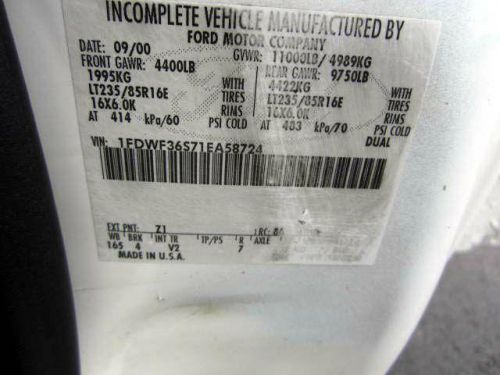 INCOMPLETE VEHICLE MANUFACTURED BY
FORD MOTOR COMPANY
DATE: 09/00 GVWR: 11000LB/ 4989KG
FRONT GAWR: 4400LB REAR GAWR: 9750LB
1995KG WITH 4422KG WITH
LT235/85R16E TIRES LT235/85R16E TIRES
16X6.0K RIMS 16X6.0K RIMS
AT 414 kPa/60 PSI COLD AT 483 kPa/70 PSI COLD
DUAL
VIN: 1FDWF36S71EA58724
EXT PNT: Z1 RC:
WB BRK INT TR TP/PS R AXLE
165 4 V2 7
MADE IN U.S.A.